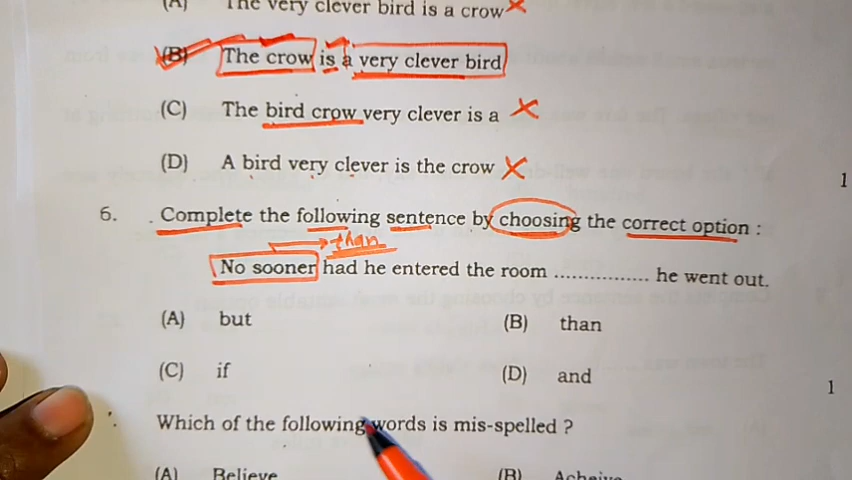 (A) The very clever bird is a crow
(B) The crow is a very clever bird
(C) The bird crow very clever is a
(D) A bird very clever is the crow
1
6. Complete the following sentence by choosing the correct option :
than
No sooner had he entered the room ................ he went out.
(A) but (B) than
(C) if (D) and
1
Which of the following words is mis-spelled ?
(A) Believe (B) Acheive